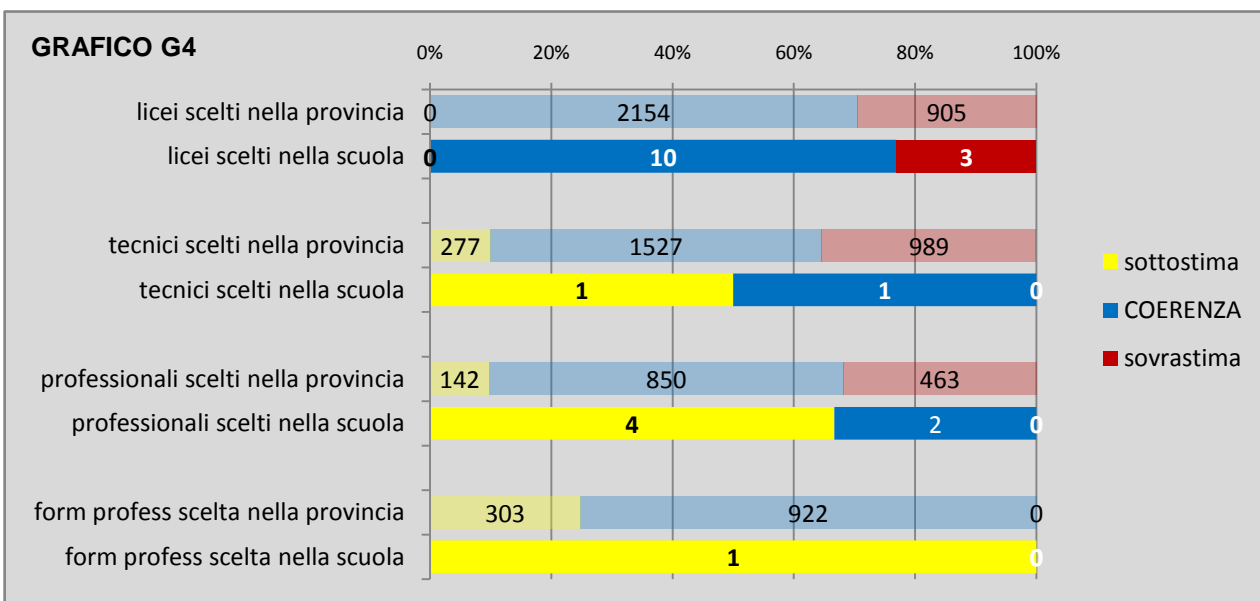 GRAFICO G4
0% 20% 40% 60% 80% 100%
licei scelti nella provincia 0 2154 905
licei scelti nella scuola 0 10 3
tecnici scelti nella provincia 277 1527 989
tecnici scelti nella scuola 1 1 0
professionali scelti nella provincia 142 850 463
professionali scelti nella scuola 4 2 0
form profess scelta nella provincia 303 922 0
form profess scelta nella scuola 1 0
sottostima
COERENZA
sovrastima